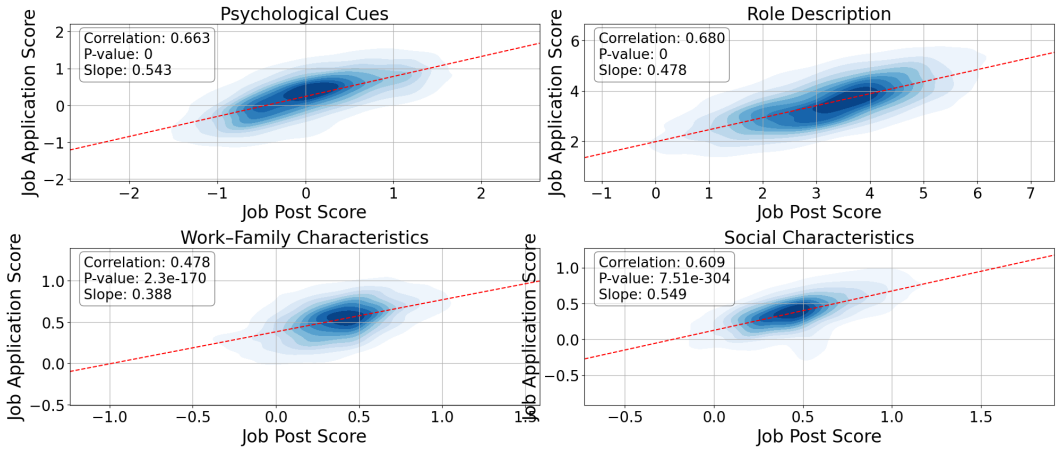 Psychological Cues
Job Application Score
2
1
0
−1
−2
Correlation: 0.663
P-value: 0
Slope: 0.543
−2
−1
0
1
2
Job Post Score
Role Description
Job Application Score
6
4
2
Correlation: 0.680
P-value: 0
Slope: 0.478
−1
0
1
2
3
4
5
6
7
Job Post Score
Work–Family Characteristics
Job Application Score
1.0
0.5
0.0
−0.5
Correlation: 0.478
P-value: 2.3e-170
Slope: 0.388
−1.0
−0.5
0.0
0.5
1.0
1.5
Job Post Score
Social Characteristics
Job Application Score
1.0
0.5
0.0
−0.5
Correlation: 0.609
P-value: 7.51e-304
Slope: 0.549
−0.5
0.0
0.5
1.0
1.5
Job Post Score